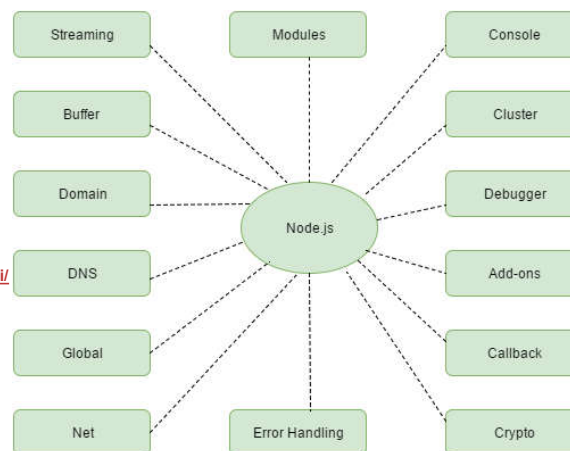 Streaming
Modules
Console
Buffer
Cluster
Domain
Debugger
Node.js
i/
DNS
Add-ons
Global
Callback
Net
Error Handling
Crypto